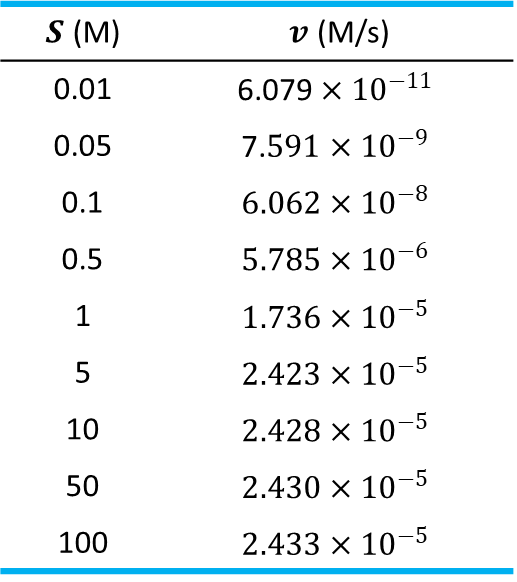 S (M) v (M/s)
0.01 6.079 × 10⁻¹¹
0.05 7.591 × 10⁻⁹
0.1 6.062 × 10⁻⁸
0.5 5.785 × 10⁻⁶
1 1.736 × 10⁻⁵
5 2.423 × 10⁻⁵
10 2.428 × 10⁻⁵
50 2.430 × 10⁻⁵
100 2.433 × 10⁻⁵